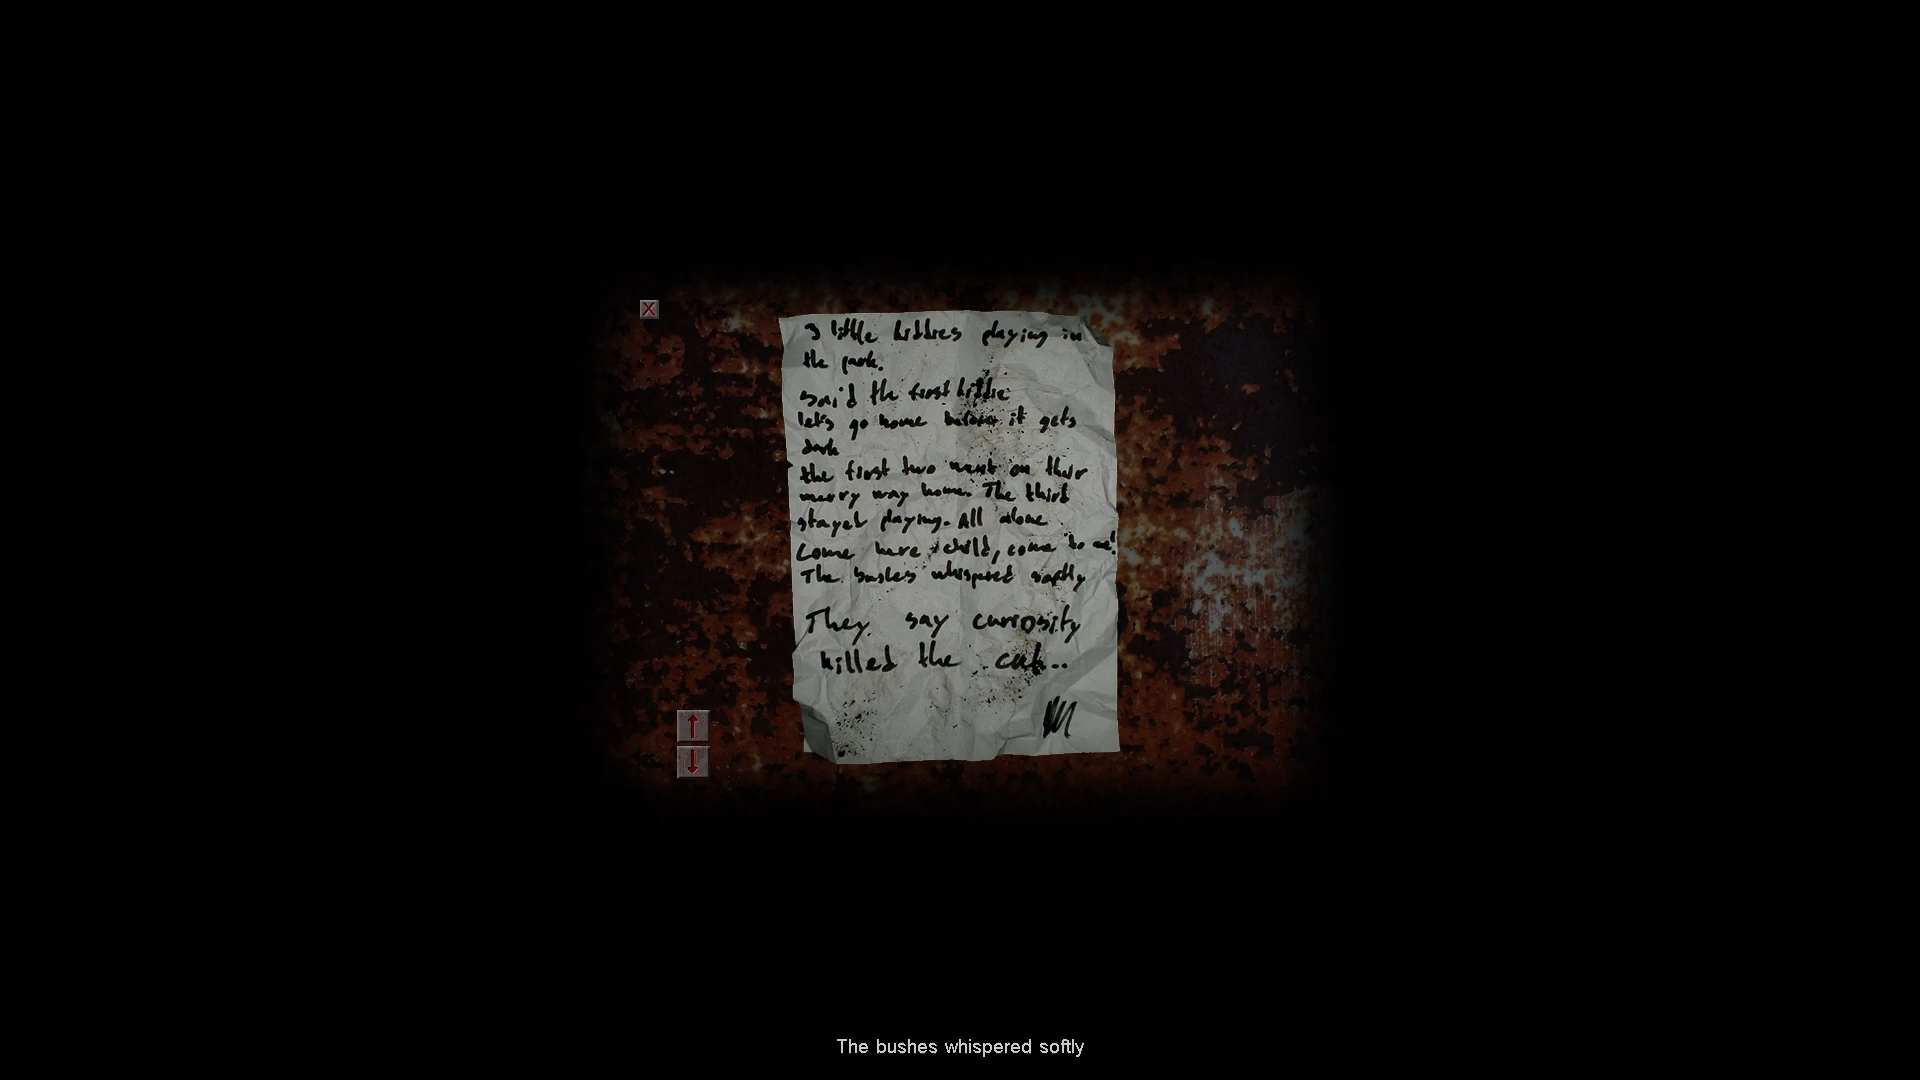 3 little kiddies playing in
the park.
said the first kiddie
let's go home before it gets
dark
the first two went on their
merry way home. The third
stayed playing. All alone
Come here child, come to me!
The bushes whispered softly
They say curiosity
killed the cat...
The bushes whispered softly